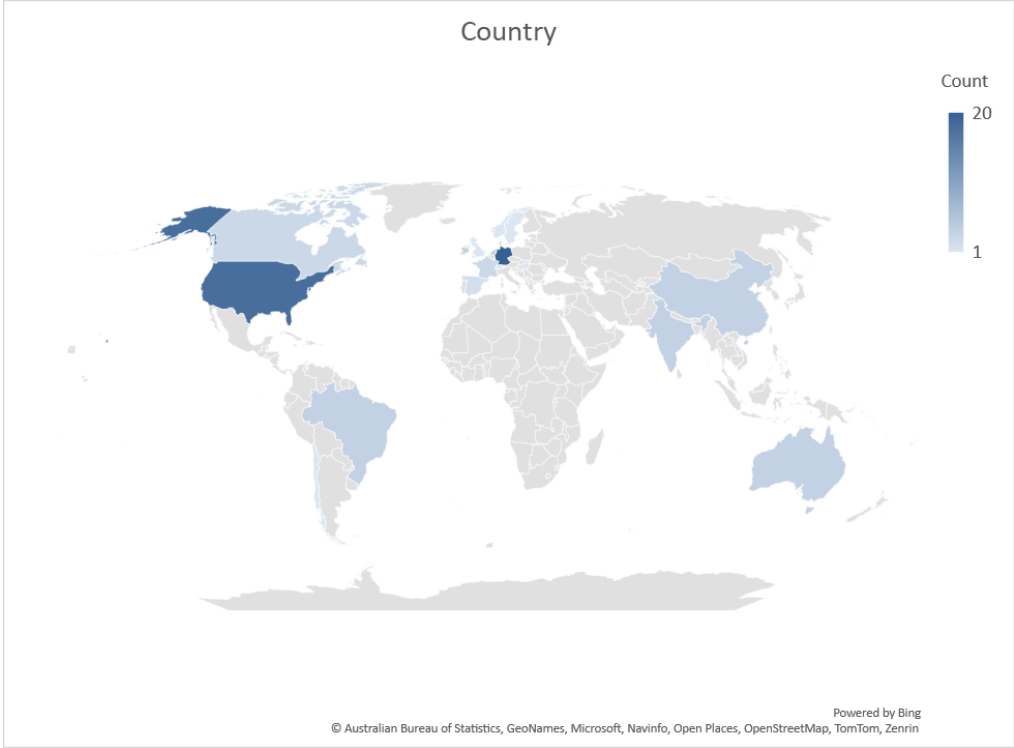 Country
Count
20
1
Powered by Bing
© Australian Bureau of Statistics, GeoNames, Microsoft, Navinfo, Open Places, OpenStreetMap, TomTom, Zenrin